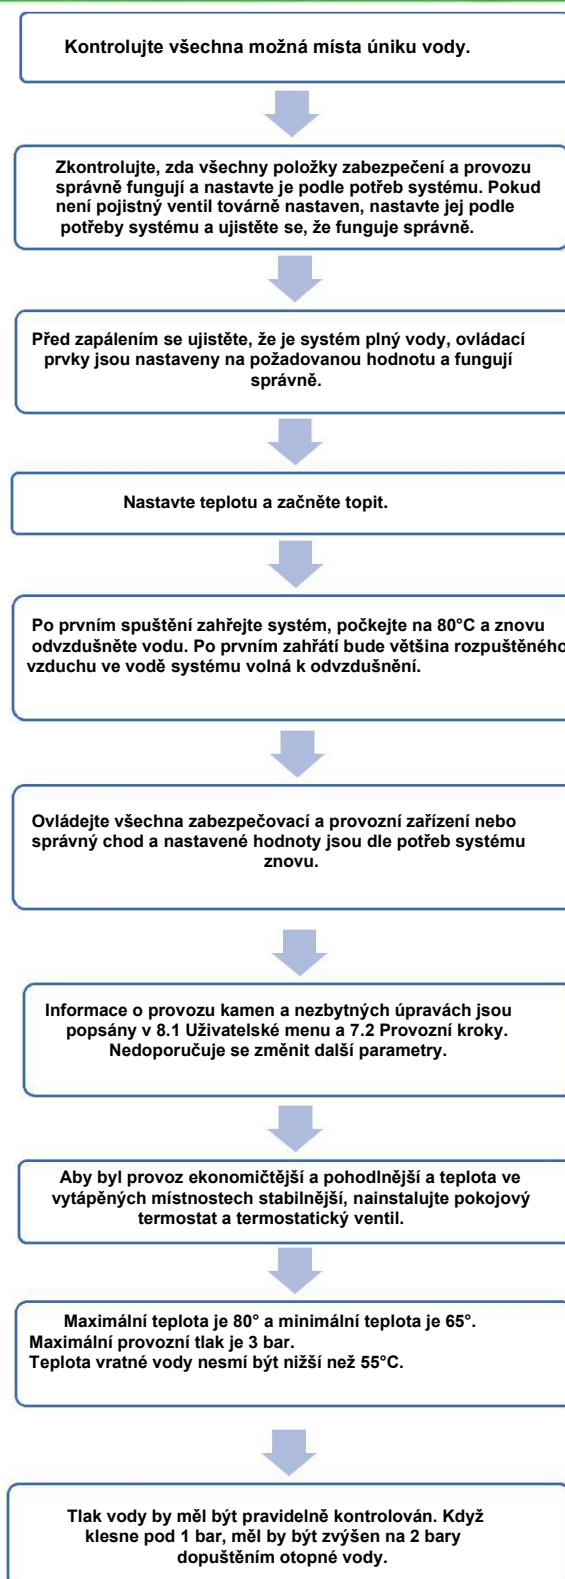 Kontrolujte všechna možná místa úniku vody.
Zkontrolujte, zda všechny položky zabezpečení a provozu
správně fungují a nastavte je podle potřeb systému. Pokud
není pojistný ventil továrně nastaven, nastavte jej podle
potřeby systému a ujistěte se, že funguje správně.
Před zapálením se ujistěte, že je systém plný vody, ovládací
prvky jsou nastaveny na požadovanou hodnotu a fungují
správně.
Nastavte teplotu a začněte topit.
Po prvním spuštění zahřejte systém, počkejte na 80°C a znovu
odvzdušněte vodu. Po prvním zahřátí bude většina rozpuštěného
vzduchu ve vodě systému volná k odvzdušnění.
Ovládejte všechna zabezpečovací a provozní zařízení nebo
správný chod a nastavené hodnoty jsou dle potřeb systému
znovu.
Informace o provozu kamen a nezbytných úpravách jsou
popsány v 8.1 Uživatelské menu a 7.2 Provozní kroky.
Nedoporučuje se změnit další parametry.
Aby byl provoz ekonomičtější a pohodlnější a teplota ve
vytápěných místnostech stabilnější, nainstalujte pokojový
termostat a termostatický ventil.
Maximální teplota je 80° a minimální teplota je 65°.
Maximální provozní tlak je 3 bar.
Teplota vratné vody nesmí být nižší než 55°C.
Tlak vody by měl být pravidelně kontrolován. Když
klesne pod 1 bar, měl by být zvýšen na 2 bary
dopuštěním otopné vody.